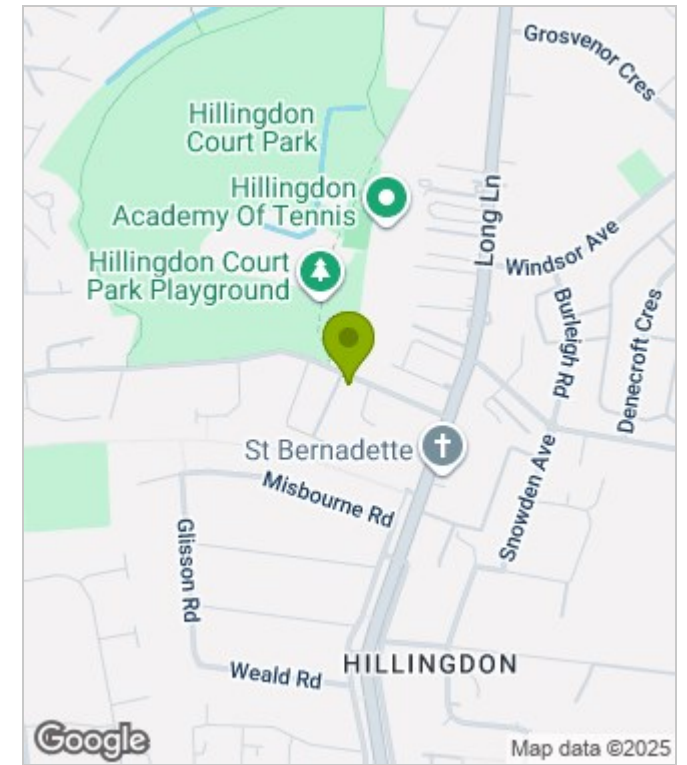 Grosvenor Cres
Hillingdon
Court Park
Hillingdon
Academy Of Tennis
Long Ln
Windsor Ave
Hillingdon Court
Park Playground
Burleigh Rd
Denecroft Cres
St Bernadette
Misbourne Rd
Snowden Ave
Glisson Rd
HILLINGDON
Weald Rd
Google
Map data ©2025